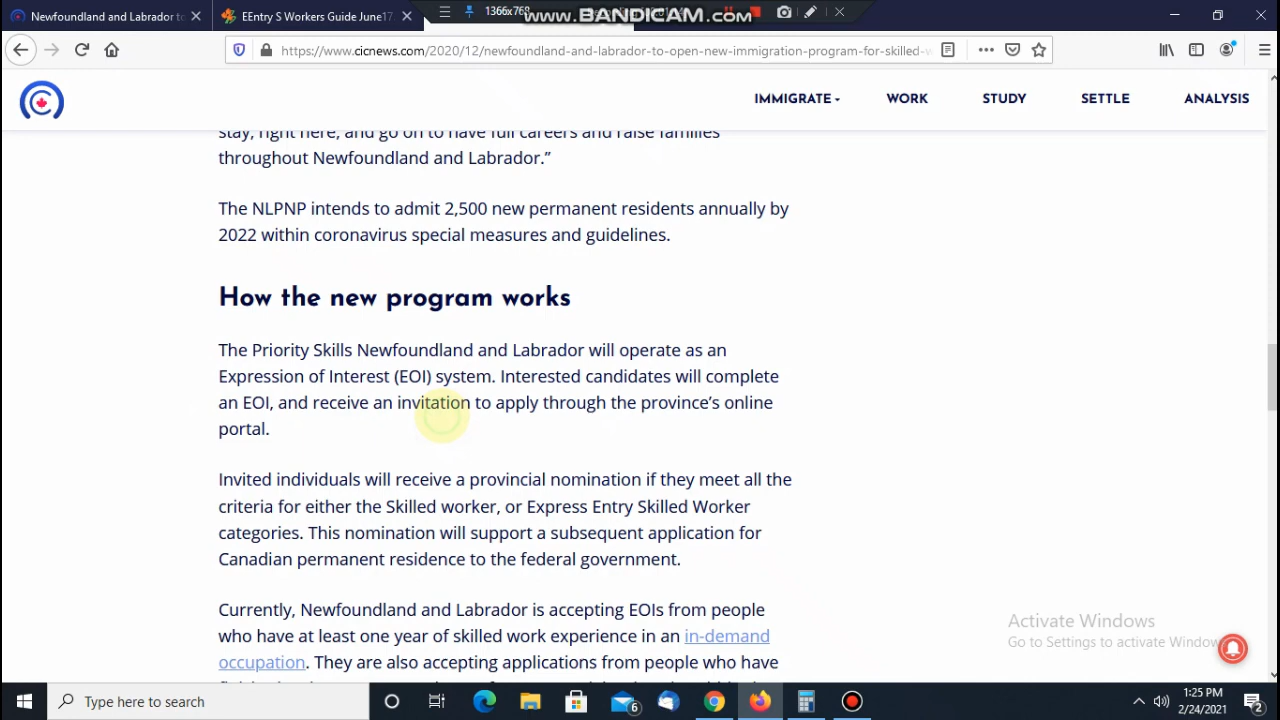 Newfoundland and Labrador to
EEntry S Workers Guide June17
1366x768
www.BANDICAM.com
https://www.cicnews.com/2020/12/newfoundland-and-labrador-to-open-new-immigration-program-for-skilled-w
IMMIGRATE
WORK
STUDY
SETTLE
ANALYSIS
stay, right here, and go on to have full careers and raise families
throughout Newfoundland and Labrador.”
The NLPNP intends to admit 2,500 new permanent residents annually by
2022 within coronavirus special measures and guidelines.
How the new program works
The Priority Skills Newfoundland and Labrador will operate as an
Expression of Interest (EOI) system. Interested candidates will complete
an EOI, and receive an invitation to apply through the province’s online
portal.
Invited individuals will receive a provincial nomination if they meet all the
criteria for either the Skilled worker, or Express Entry Skilled Worker
categories. This nomination will support a subsequent application for
Canadian permanent residence to the federal government.
Currently, Newfoundland and Labrador is accepting EOIs from people
who have at least one year of skilled work experience in an in-demand
occupation. They are also accepting applications from people who have
Activate Windows
Go to Settings to activate Window
Type here to search
6
1:25 PM
2/24/2021
2